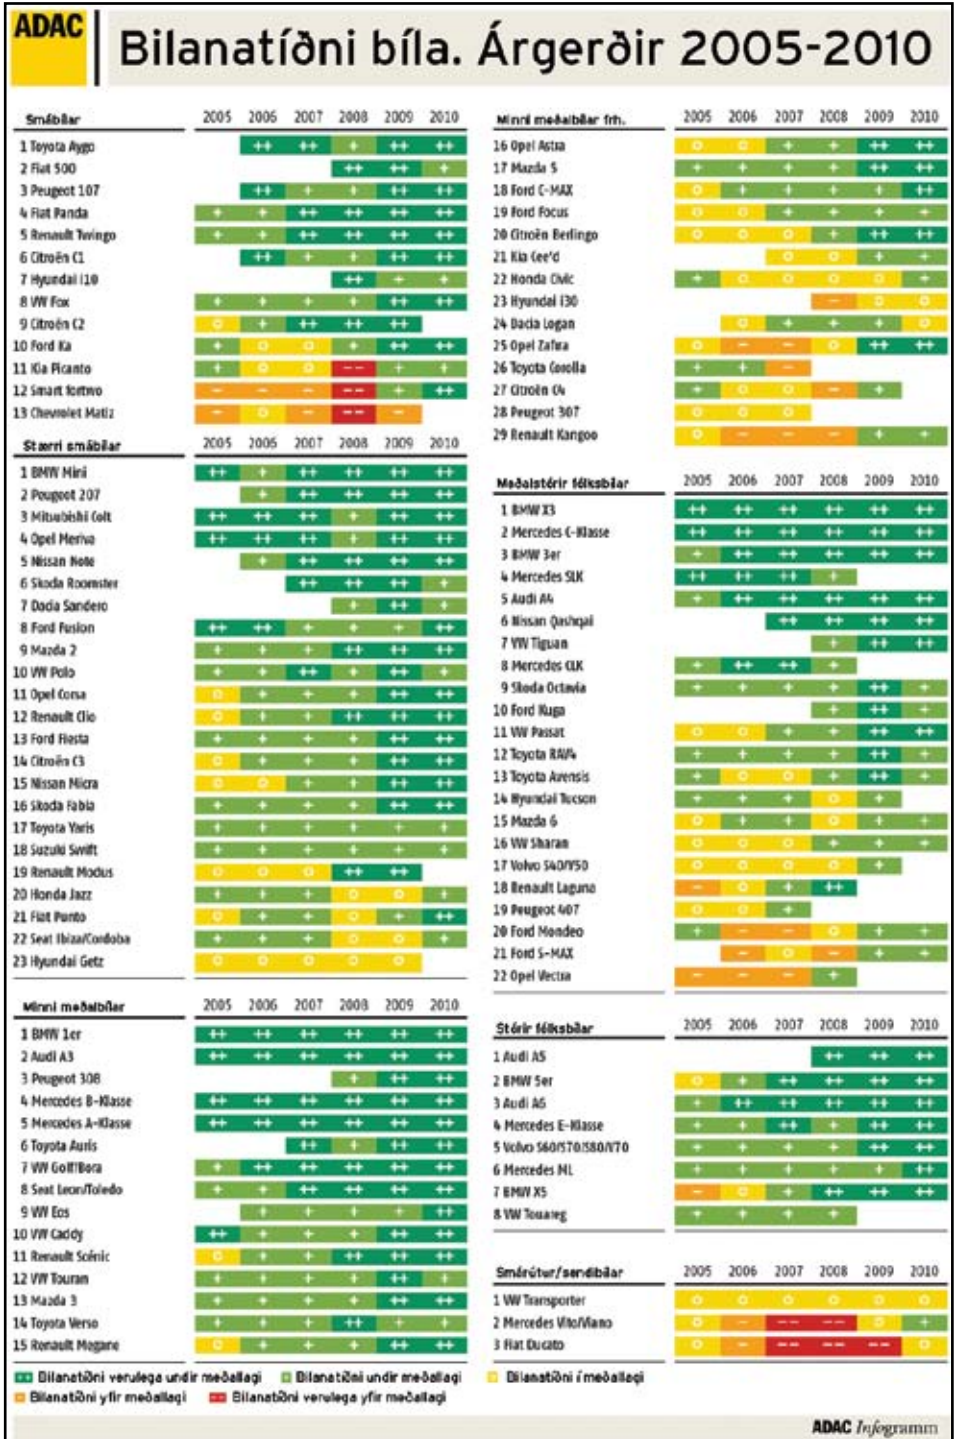 ADAC
Bilanatíðni bíla. Árgerðir 2005-2010
Smábílar 2005 2006 2007 2008 2009 2010
1 Toyota Aygo ++ ++ + ++ ++
2 Fiat 500 ++ ++ +
3 Peugeot 107 ++ + + ++ ++
4 Fiat Panda + + ++ ++ ++ ++
5 Renault Twingo + + ++ ++ ++ ++
6 Citroën C1 ++ + + ++ ++
7 Hyundai i10 ++ + +
8 VW Fox + + + + ++ ++
9 Citroën C2 o + ++ ++ ++
10 Ford Ka + o o + ++ ++
11 Kia Picanto + o o -- + +
12 Smart fortwo - - - -- + ++
13 Chevrolet Matiz - o - -- -
Stærri smábílar 2005 2006 2007 2008 2009 2010
1 BMW Mini ++ + ++ ++ ++ ++
2 Peugeot 207 + ++ ++ ++ ++
3 Mitsubishi Colt ++ ++ ++ + ++ ++
4 Opel Meriva ++ ++ ++ + ++ ++
5 Nissan Note + ++ ++ ++ ++
6 Skoda Roomster ++ ++ ++ +
7 Dacia Sandero + ++ +
8 Ford Fusion ++ ++ + + + ++
9 Mazda 2 + + + ++ ++ ++
10 VW Polo + + ++ + ++ +
11 Opel Corsa o + + + ++ ++
12 Renault Clio o + + ++ ++ ++
13 Ford Fiesta + + + + ++ ++
14 Citroën C3 o + + + ++ ++
15 Nissan Micra o o + + ++ ++
16 Skoda Fabia + + + + ++ ++
17 Toyota Yaris + + + + + +
18 Suzuki Swift + + + + + +
19 Renault Modus o o o ++ ++
20 Honda Jazz + + + o o +
21 Fiat Punto o + + o + ++
22 Seat Ibiza/Cordoba + + + o o +
23 Hyundai Getz o o o o o
Minni meðalbílar 2005 2006 2007 2008 2009 2010
1 BMW 1er ++ ++ ++ ++ ++ ++
2 Audi A3 ++ ++ ++ ++ ++ ++
3 Peugeot 308 + ++ ++
4 Mercedes B-Klasse ++ ++ ++ ++ ++ ++
5 Mercedes A-Klasse ++ ++ ++ ++ ++ ++
6 Toyota Auris ++ + ++ ++
7 VW Golf/Bora + ++ ++ ++ ++ ++
8 Seat Leon/Toledo + + ++ ++ ++ ++
9 VW Eos + + + + ++
10 VW Caddy ++ + + + ++ ++
11 Renault Scénic o + + ++ ++ ++
12 VW Touran + + + + ++ +
13 Mazda 3 + + + + ++ ++
14 Toyota Verso + + + ++ + +
15 Renault Megane o + + + ++ ++
Minni meðalbílar frh. 2005 2006 2007 2008 2009 2010
16 Opel Astra o o + + ++ ++
17 Mazda 5 + + + + ++ ++
18 Ford C-MAX o + + + + ++
19 Ford Focus o o + + + +
20 Citroën Berlingo o o o + ++ ++
21 Kia Cee'd o o + +
22 Honda Civic + o o o o +
23 Hyundai i30 - o o
24 Dacia Logan o + + + o
25 Opel Zafira o - - o ++ ++
26 Toyota Corolla + + -
27 Citroën C4 + o o - +
28 Peugeot 307 o o o
29 Renault Kangoo o - - - + +
Meðalstórir fólksbílar 2005 2006 2007 2008 2009 2010
1 BMW X3 ++ ++ ++ ++ ++ ++
2 Mercedes C-Klasse ++ ++ ++ ++ ++ ++
3 BMW 3er + ++ ++ ++ ++ ++
4 Mercedes SLK ++ ++ ++ +
5 Audi A4 + ++ ++ ++ ++ ++
6 Nissan Qashqai ++ ++ ++ ++
7 VW Tiguan + ++ ++
8 Mercedes CLK + ++ ++ +
9 Skoda Octavia + + + + ++ +
10 Ford Kuga + ++ +
11 VW Passat o o + + ++ ++
12 Toyota RAV4 + + + + ++ +
13 Toyota Avensis + o o + ++ +
14 Hyundai Tucson + + + o +
15 Mazda 6 o + + o + +
16 VW Sharan o o o + + +
17 Volvo S40/V50 o o o o +
18 Renault Laguna - o + ++
19 Peugeot 407 o o +
20 Ford Mondeo + - - o + +
21 Ford S-MAX - o - + +
22 Opel Vectra - - - +
Stórir fólksbílar 2005 2006 2007 2008 2009 2010
1 Audi A5 ++ ++ ++
2 BMW 5er o + ++ ++ ++ ++
3 Audi A6 + ++ ++ ++ ++ ++
4 Mercedes E-Klasse + + ++ + ++ ++
5 Volvo S60/S70/S80/V70 + + + + ++ ++
6 Mercedes ML + + + + + ++
7 BMW X5 - o + ++ ++ ++
8 VW Touareg + + + +
Smárútur/sendibílar 2005 2006 2007 2008 2009 2010
1 VW Transporter o o o o o o
2 Mercedes Vito/Viano o - -- -- o +
3 Fiat Ducato o - -- -- -- o
++ Bilanatíðni verulega undir meðallagi + Bilanatíðni undir meðallagi o Bilanatíðni í meðallagi
- Bilanatíðni yfir meðallagi -- Bilanatíðni verulega yfir meðallagi
ADAC Infogramm